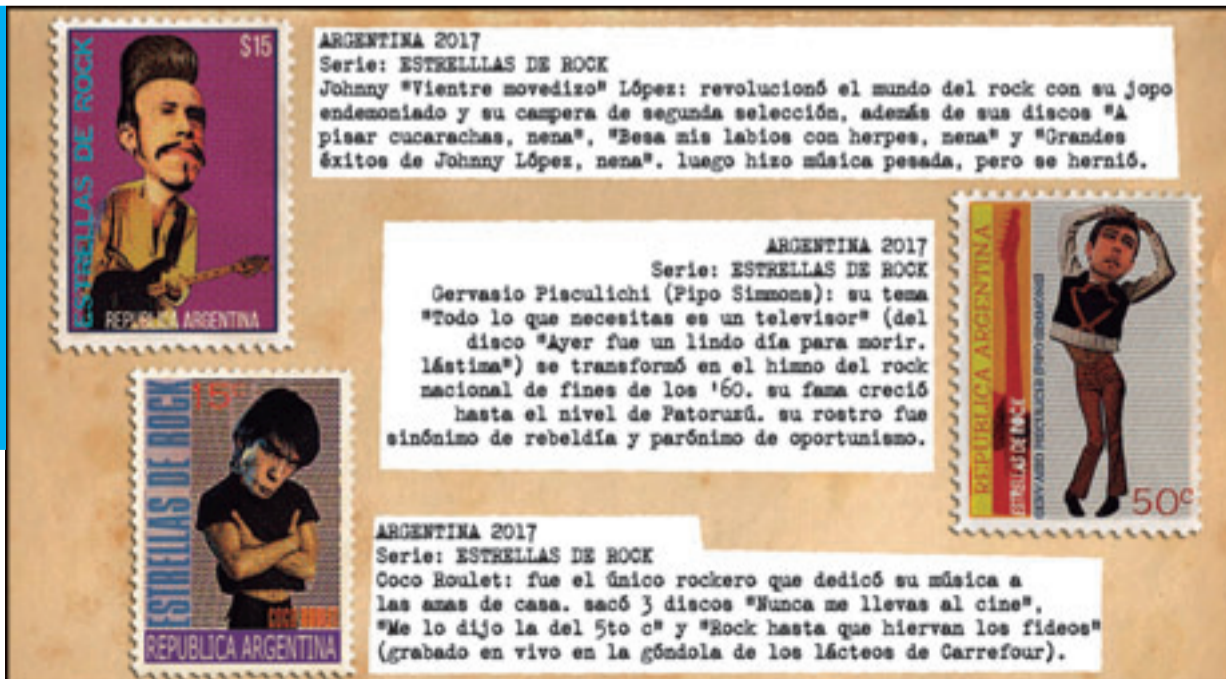 ESTRELLAS DE ROCK
$15
REPUBLICA ARGENTINA
ARGENTINA 2017
Serie: ESTRELLLAS DE ROCK
Johnny "Vientre movedizo" López: revolucionó el mundo del rock con su jopo
endemoniado y su campera de segunda selección, además de sus discos "A
pisar cucarachas, nena", "Besa mis labios con herpes, nena" y "Grandes
éxitos de Johnny López, nena". luego hizo música pesada, pero se hernió.
ARGENTINA 2017
Serie: ESTRELLAS DE ROCK
Gervasio Pisculichi (Pipo Simmons): su tema
"Todo lo que necesitas es un televisor" (del
disco "Ayer fue un lindo día para morir.
lástima") se transformó en el himno del rock
nacional de fines de los '60. su fama creció
hasta el nivel de Patoruzú. su rostro fue
sinónimo de rebeldía y parónimo de oportunismo.
REPUBLICA ARGENTINA
ESTRELLAS DE ROCK
GERVASIO PISCULICHI (PIPO SIMMONS)
50c
ESTRELLAS DE ROCK
15c
COCO ROULET
REPUBLICA ARGENTINA
ARGENTINA 2017
Serie: ESTRELLAS DE ROCK
Coco Roulet: fue el único rockero que dedicó su música a
las amas de casa. sacó 3 discos "Nunca me llevas al cine",
"Me lo dijo la del 5to c" y "Rock hasta que hiervan los fideos"
(grabado en vivo en la góndola de los lácteos de Carrefour).